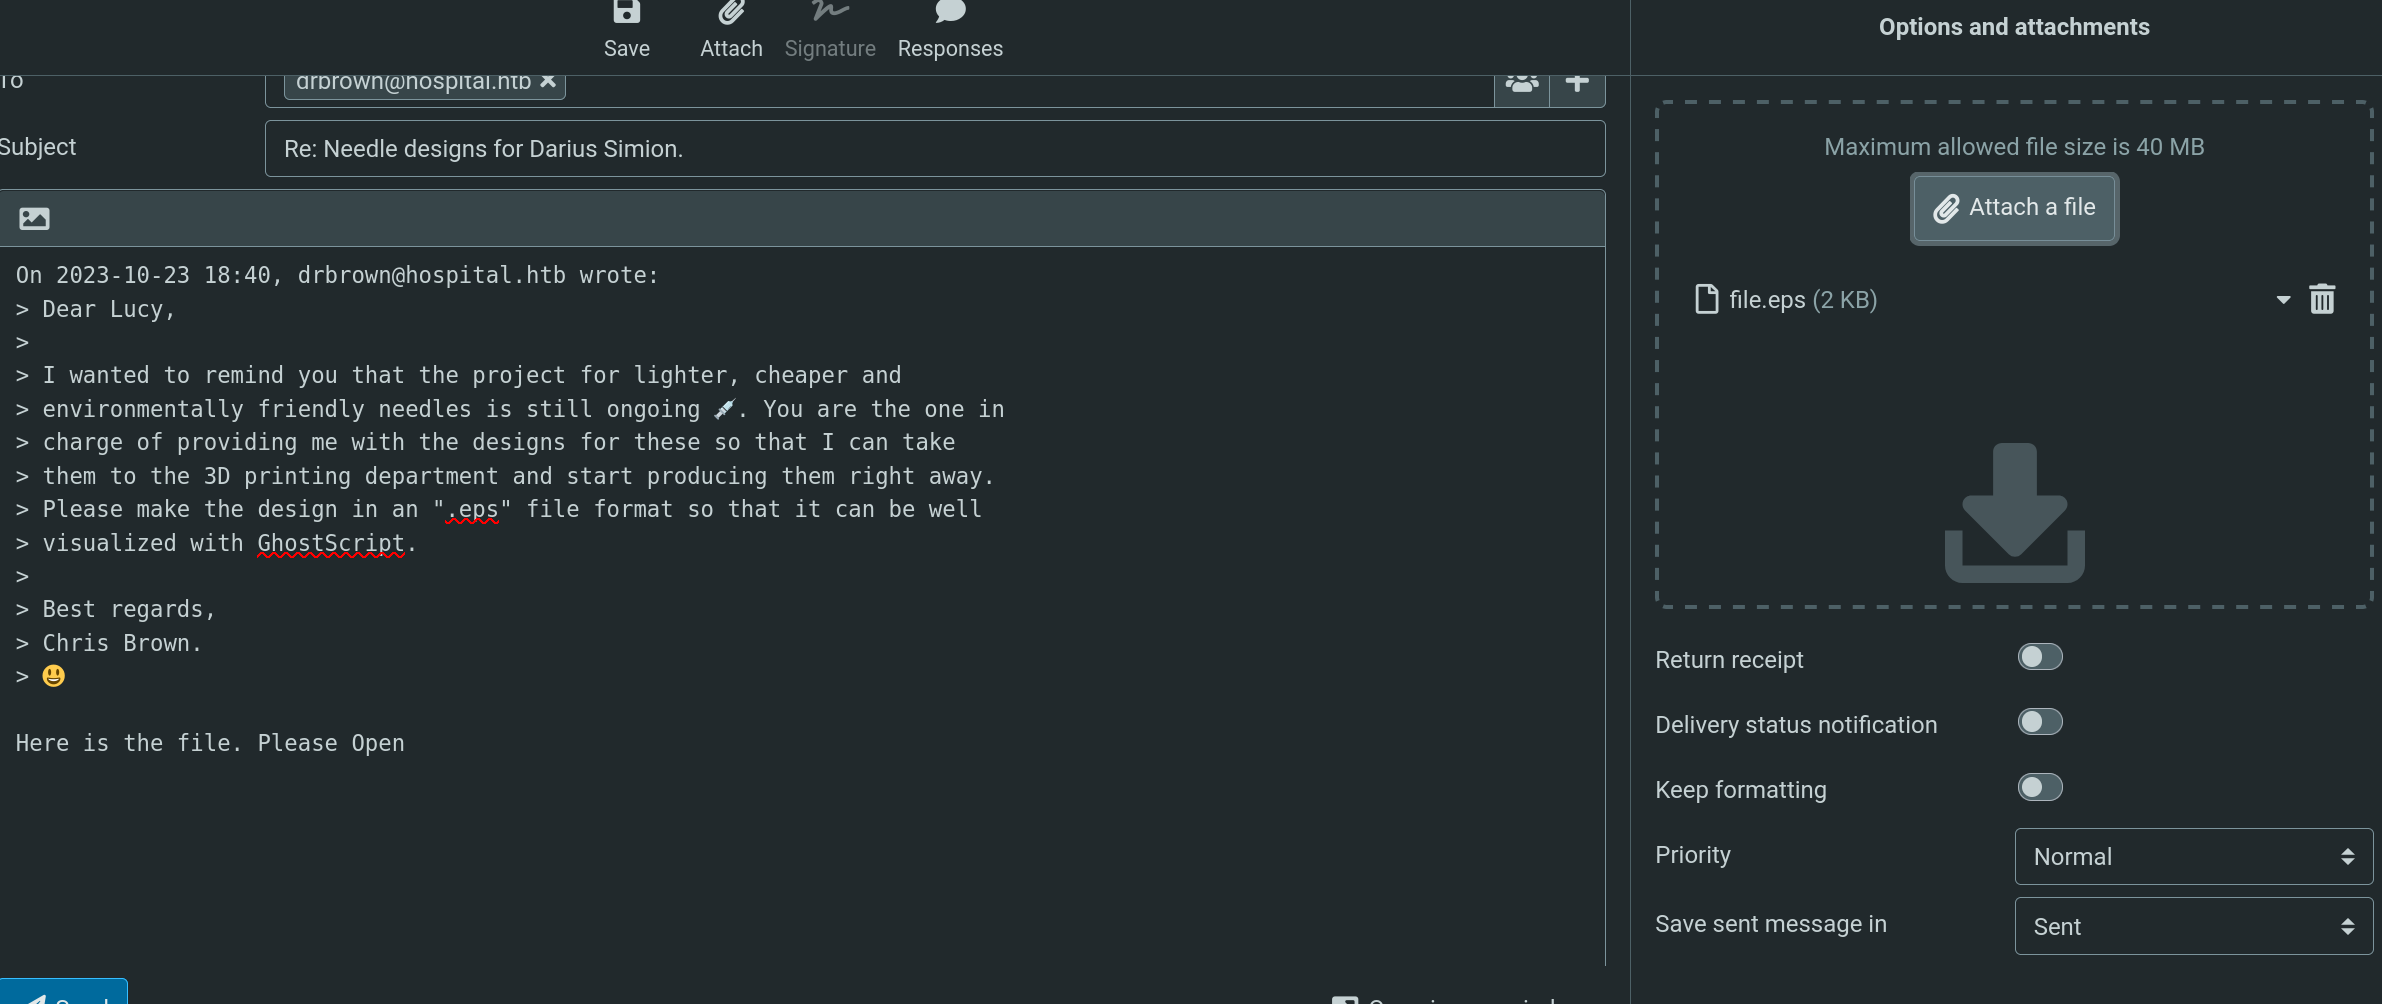 Save Attach Signature Responses
Options and attachments
To
drbrown@hospital.htb
Subject
Re: Needle designs for Darius Simion.
On 2023-10-23 18:40, drbrown@hospital.htb wrote:
> Dear Lucy,
>
> I wanted to remind you that the project for lighter, cheaper and
> environmentally friendly needles is still ongoing 💉. You are the one in
> charge of providing me with the designs for these so that I can take
> them to the 3D printing department and start producing them right away.
> Please make the design in an ".eps" file format so that it can be well
> visualized with GhostScript.
>
> Best regards,
> Chris Brown.
> 😃
Here is the file. Please Open
Maximum allowed file size is 40 MB
Attach a file
file.eps (2 KB)
Return receipt
Delivery status notification
Keep formatting
Priority
Normal
Save sent message in
Sent